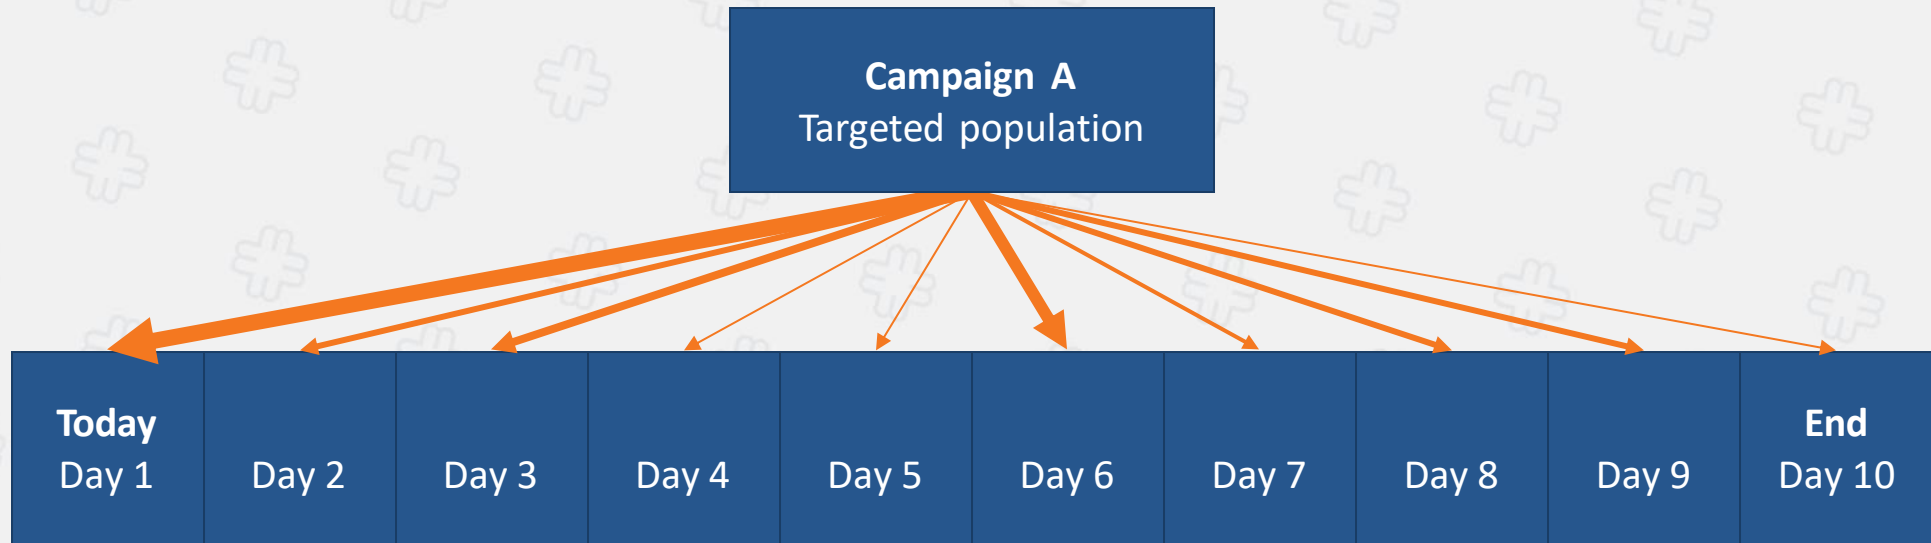 Campaign A
Targeted population
Today
Day 1
Day 2
Day 3
Day 4
Day 5
Day 6
Day 7
Day 8
Day 9
End
Day 10